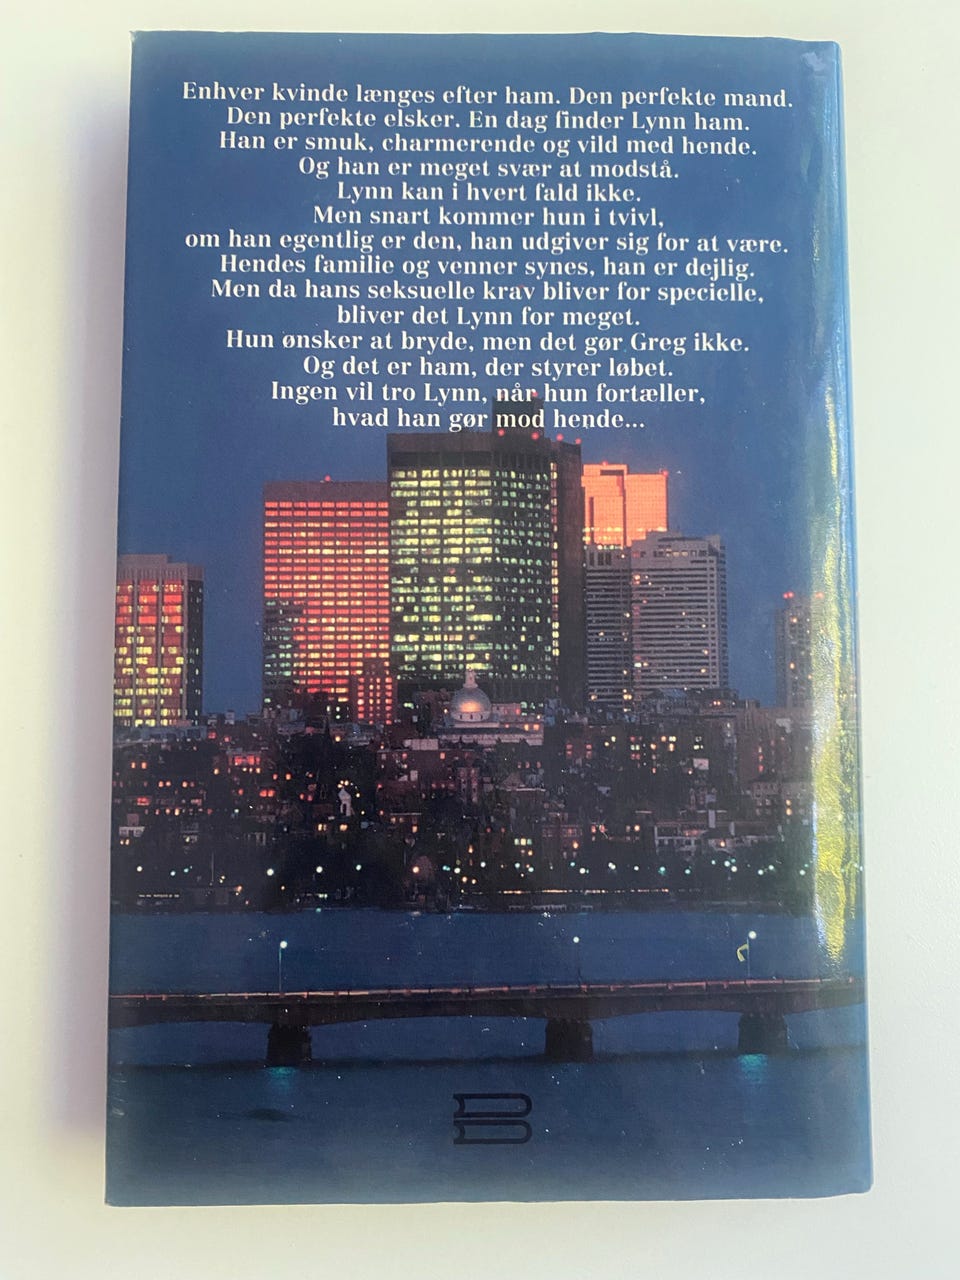 Enhver kvinde længes efter ham. Den perfekte mand.
Den perfekte elsker. En dag finder Lynn ham.
Han er smuk, charmerende og vild med hende.
Og han er meget svær at modstå.
Lynn kan i hvert fald ikke.
Men snart kommer hun i tvivl,
om han egentlig er den, han udgiver sig for at være.
Hendes familie og venner synes, han er dejlig.
Men da hans seksuelle krav bliver for specielle,
bliver det Lynn for meget.
Hun ønsker at bryde, men det gør Greg ikke.
Og det er ham, der styrer løbet.
Ingen vil tro Lynn, når hun fortæller,
hvad han gør mod hende...